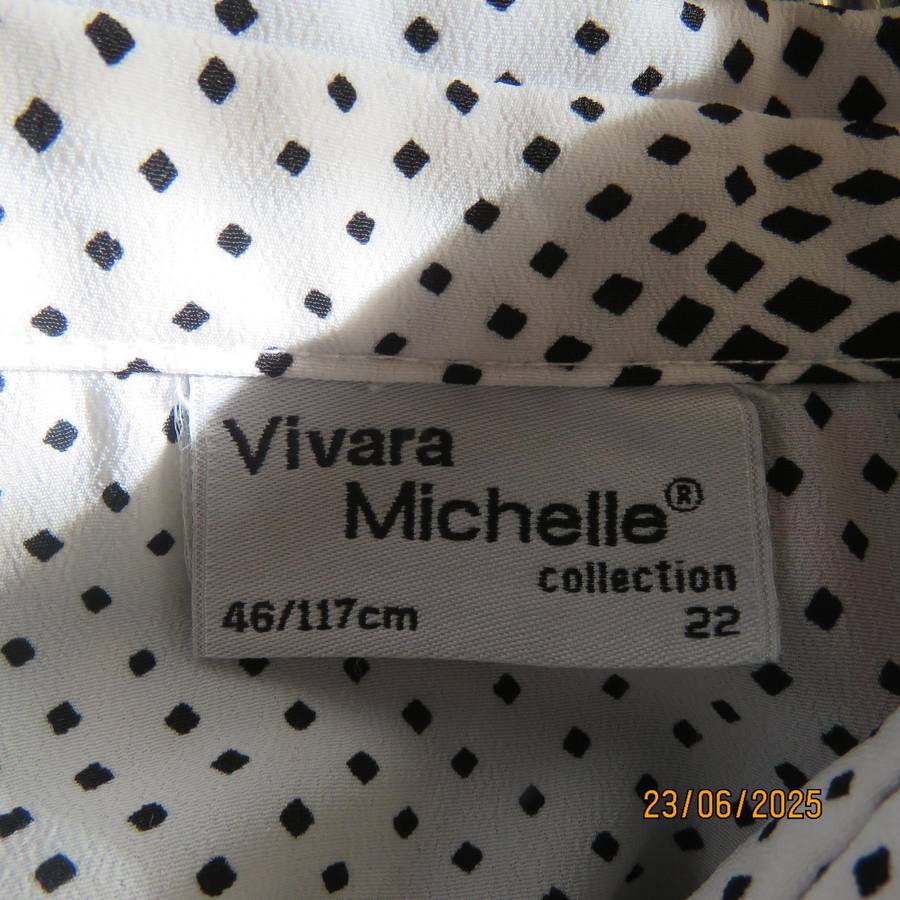 Vivara
Michelle®
collection
46/117cm 22
23/06/2025